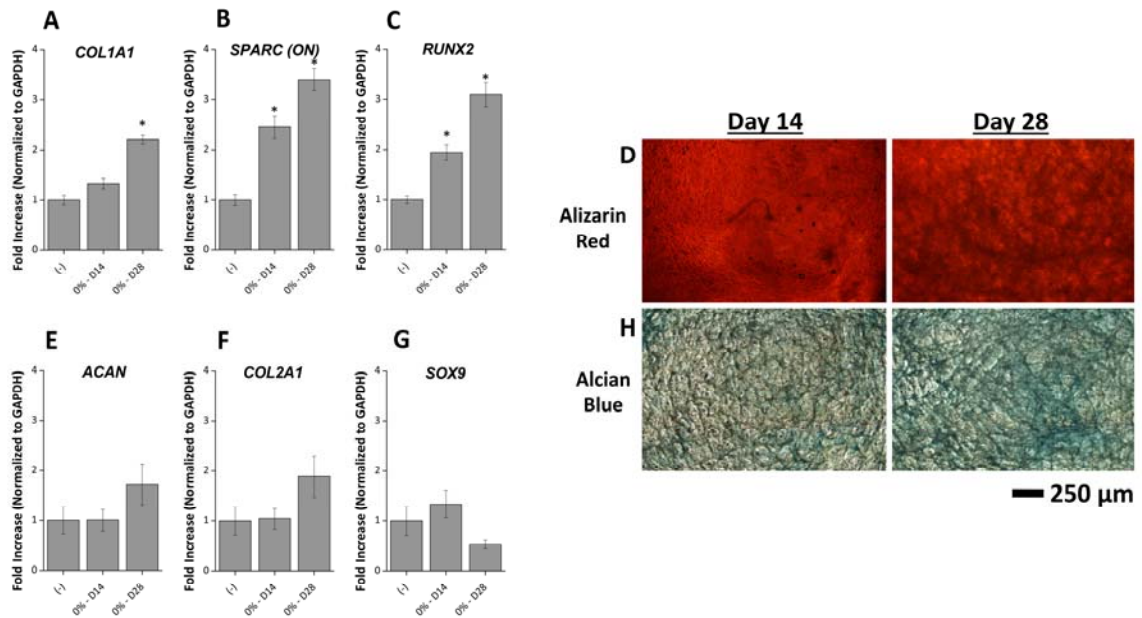 A
COL1A1
Fold Increase (Normalized to GAPDH)
4
3
2
1
0
*
(-)
0% - D14
0% - D28
B
SPARC (ON)
Fold Increase (Normalized to GAPDH)
4
3
2
1
0
*
*
(-)
0% - D14
0% - D28
C
RUNX2
Fold Increase (Normalized to GAPDH)
4
3
2
1
0
*
*
(-)
0% - D14
0% - D28
Day 14
Day 28
D
Alizarin
Red
H
Alcian
Blue
250 μm
E
ACAN
Fold Increase (Normalized to GAPDH)
4
3
2
1
0
(-)
0% - D14
0% - D28
F
COL2A1
Fold Increase (Normalized to GAPDH)
4
3
2
1
0
(-)
0% - D14
0% - D28
G
SOX9
Fold Increase (Normalized to GAPDH)
4
3
2
1
0
(-)
0% - D14
0% - D28